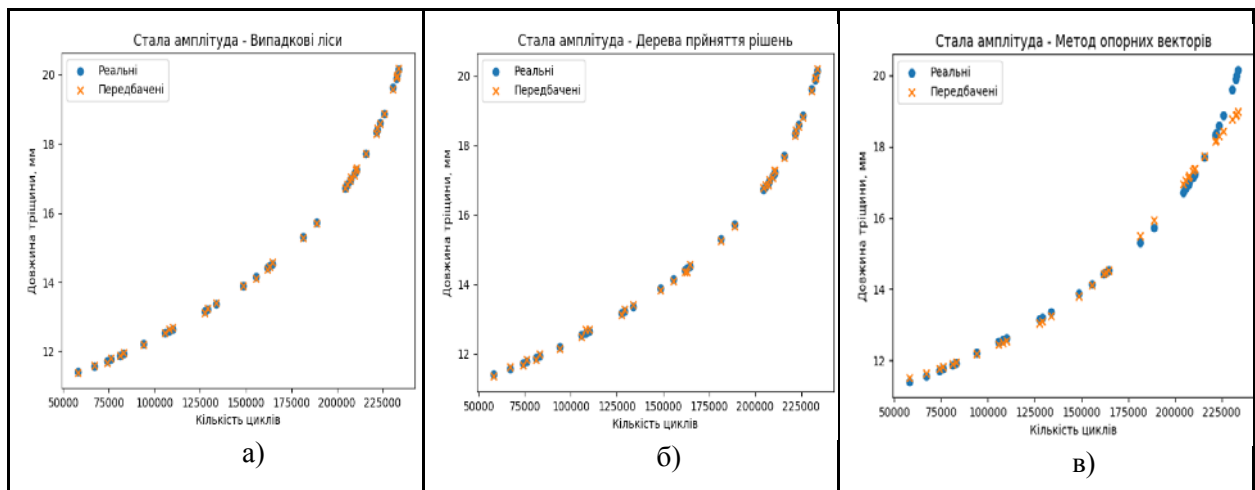 Стала амплітуда - Випадкові ліси
Реальні
Передбачені
20
18
16
14
12
Довжина тріщини, мм
50000 75000 100000 125000 150000 175000 200000 225000
Кількість циклів
а)
Стала амплітуда - Дерева прйняття рішень
Реальні
Передбачені
20
18
16
14
12
Довжина тріщини, мм
50000 75000 100000 125000 150000 175000 200000 225000
Кількість циклів
б)
Стала амплітуда - Метод опорних векторів
Реальні
Передбачені
20
18
16
14
12
Довжина тріщини, мм
50000 75000 100000 125000 150000 175000 200000 225000
Кількість циклів
в)